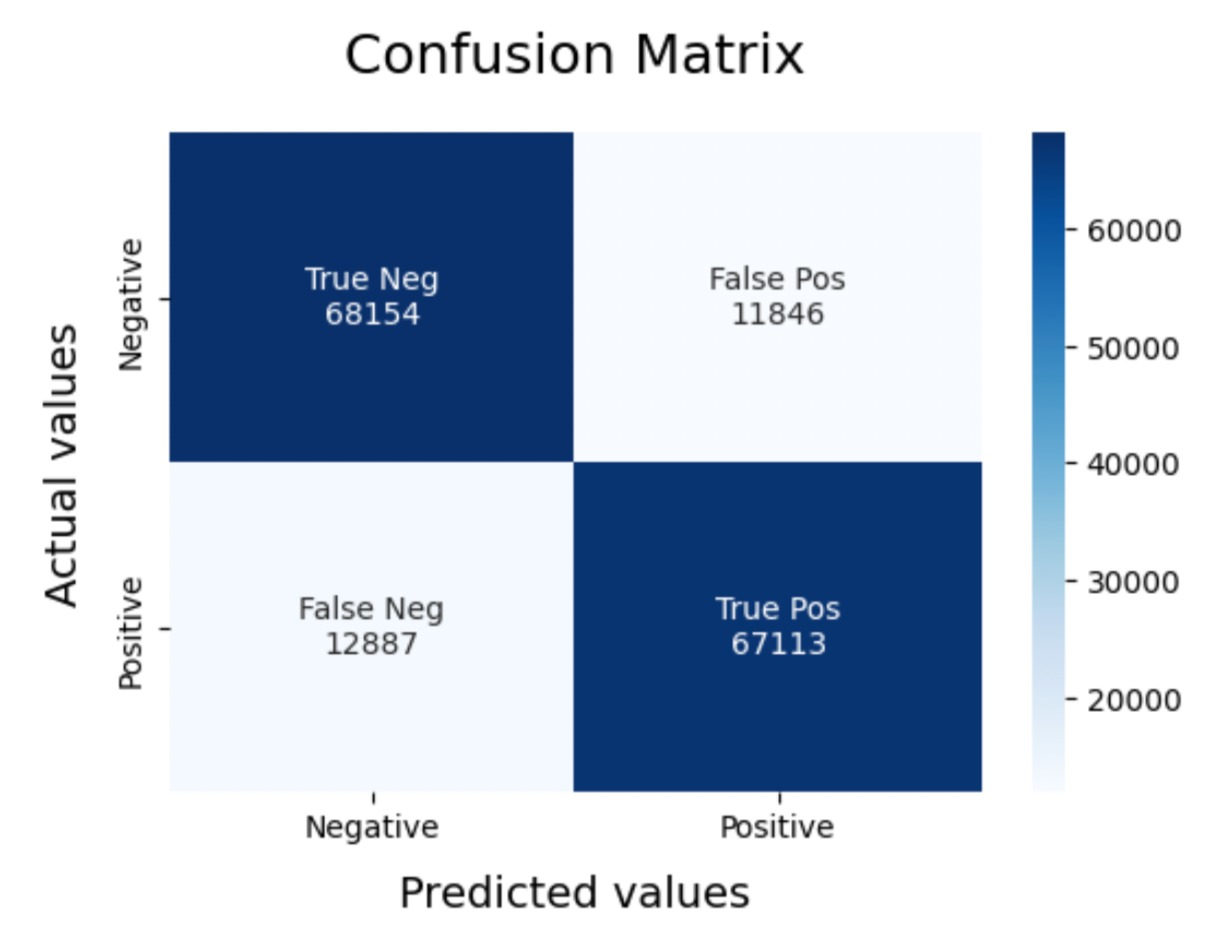 Confusion Matrix
Actual values
Negative
Positive
True Neg
68154
False Pos
11846
False Neg
12887
True Pos
67113
Negative
Positive
Predicted values
60000
50000
40000
30000
20000